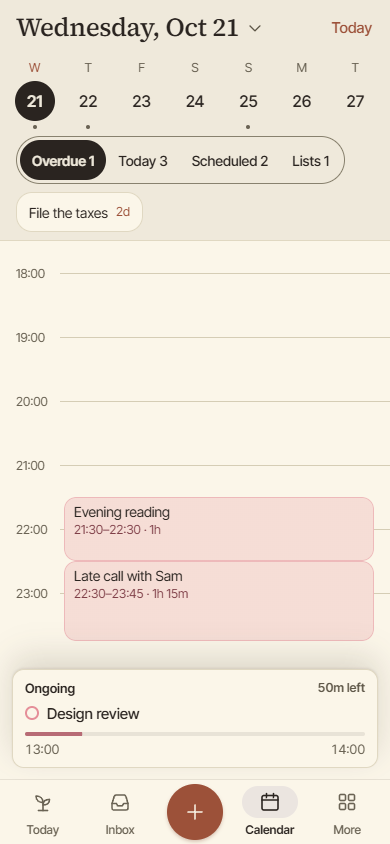 Wednesday, Oct 21
Today
W T F S S M T
21 22 23 24 25 26 27
Overdue 1 Today 3 Scheduled 2 Lists 1
File the taxes 2d
18:00
19:00
20:00
21:00
Evening reading
21:30–22:30 · 1h
22:00
Late call with Sam
22:30–23:45 · 1h 15m
23:00
Ongoing 50m left
Design review
13:00 14:00
Today Inbox Calendar More